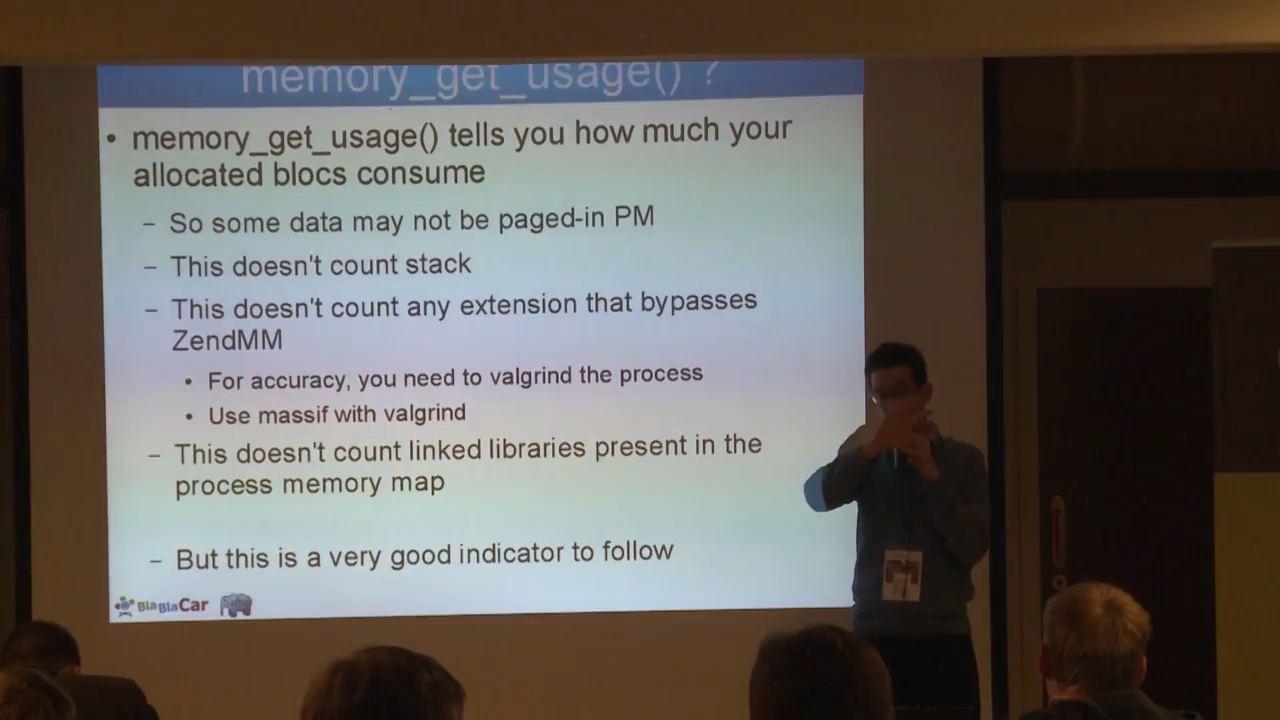 memory_get_usage() ?
• memory_get_usage() tells you how much your
allocated blocs consume
– So some data may not be paged-in PM
– This doesn't count stack
– This doesn't count any extension that bypasses
ZendMM
• For accuracy, you need to valgrind the process
• Use massif with valgrind
– This doesn't count linked libraries present in the
process memory map
– But this is a very good indicator to follow
BlaBlaCar